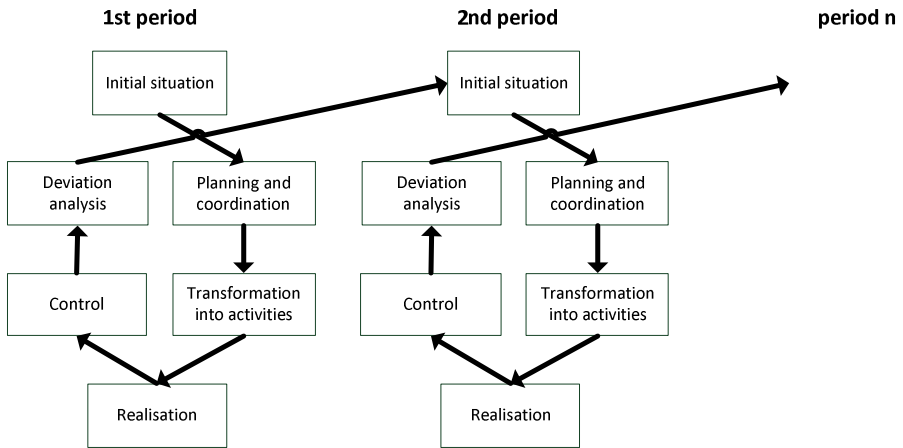 1st period
2nd period
period n
Initial situation
Initial situation
Deviation
analysis
Planning and
coordination
Deviation
analysis
Planning and
coordination
Control
Transformation
into activities
Control
Transformation
into activities
Realisation
Realisation